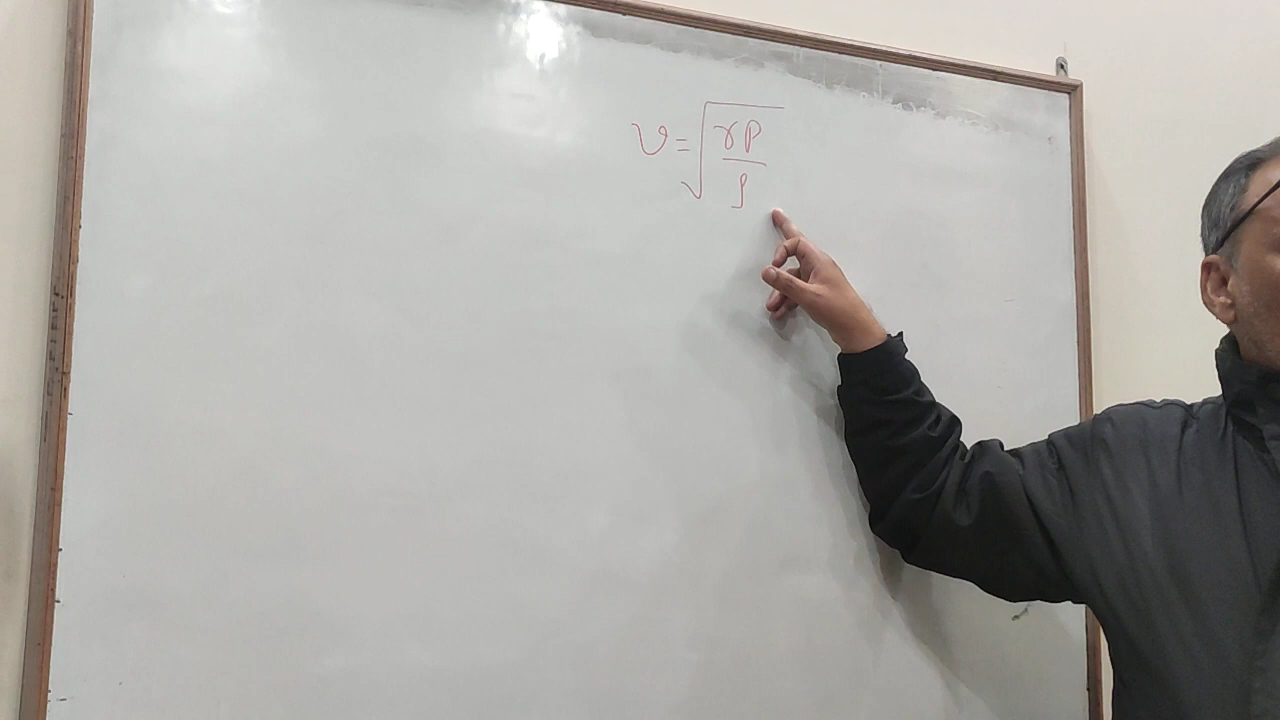 v = √(γP/ρ)